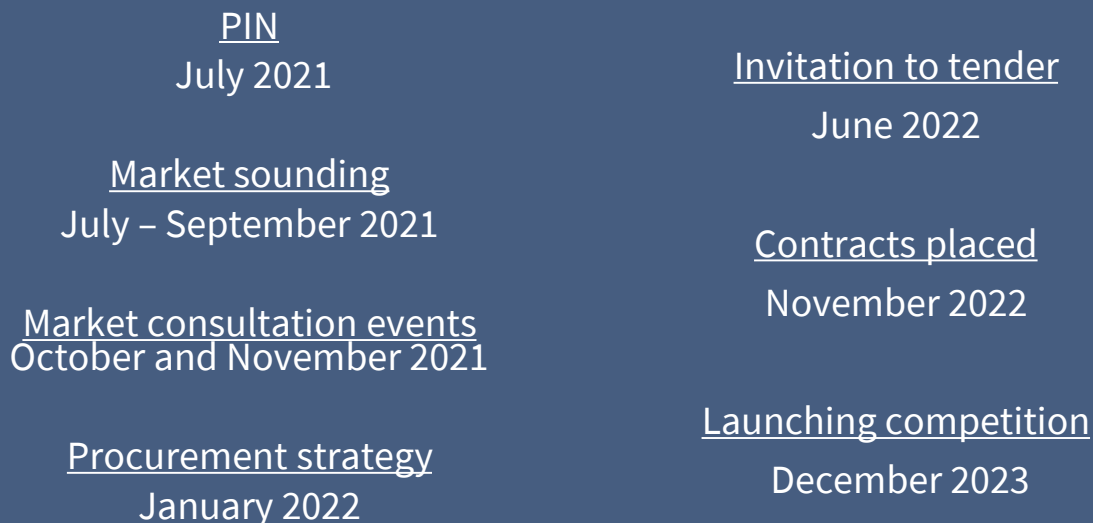 PIN
July 2021
Market sounding
July – September 2021
Market consultation events
October and November 2021
Procurement strategy
January 2022
Invitation to tender
June 2022
Contracts placed
November 2022
Launching competition
December 2023